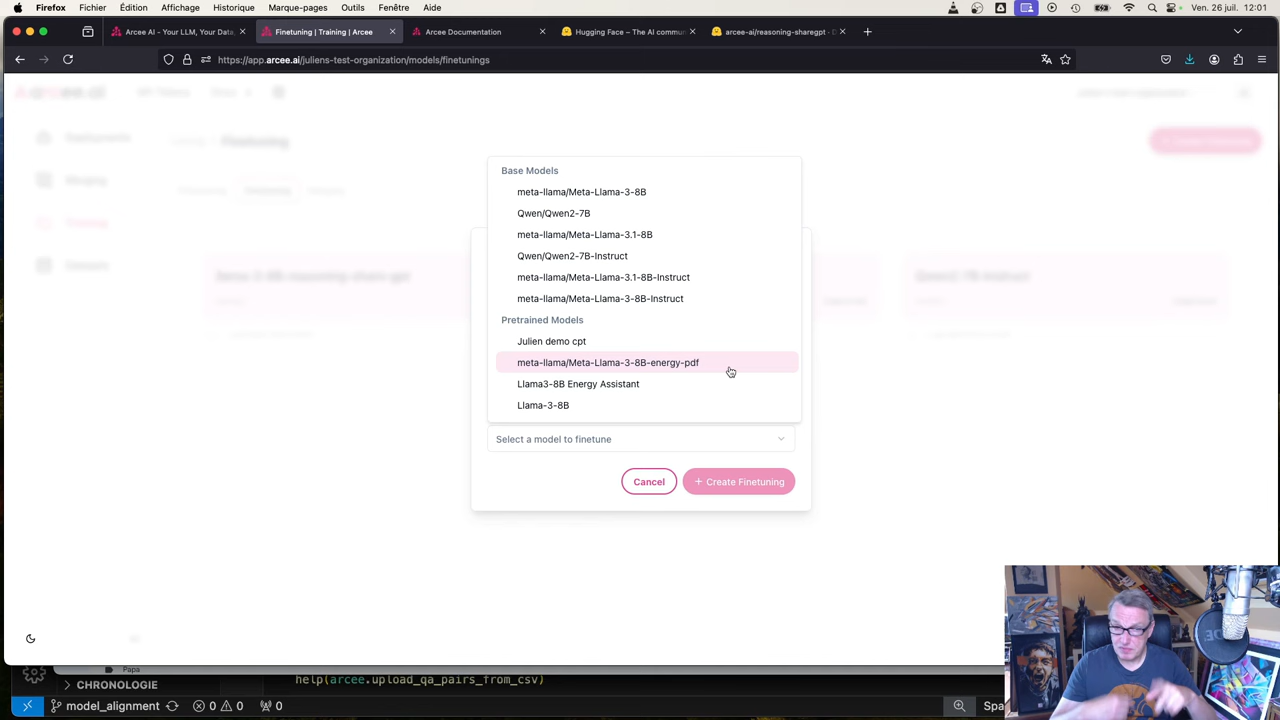 Firefox Fichier Édition Affichage Historique Marque-pages Outils Fenêtre Aide
Ven. 26 juil. à 12:01
Arcee AI - Your LLM, Your Data,
Finetuning | Training | Arcee
Arcee Documentation
Hugging Face – The AI commun
arcee-ai/reasoning-sharegpt · D
https://app.arcee.ai/juliens-test-organization/models/finetunings
Finetuning
Base Models
meta-llama/Meta-Llama-3-8B
Qwen/Qwen2-7B
meta-llama/Meta-Llama-3.1-8B
Qwen/Qwen2-7B-Instruct
meta-llama/Meta-Llama-3.1-8B-Instruct
meta-llama/Meta-Llama-3-8B-Instruct
Pretrained Models
Julien demo cpt
meta-llama/Meta-Llama-3-8B-energy-pdf
Llama3-8B Energy Assistant
Llama-3-8B
Select a model to finetune
Cancel
+ Create Finetuning
Papa
CHRONOLOGIE
help(arcee.upload_qa_pairs_from_csv)
model_alignment
0
0
0
Spa